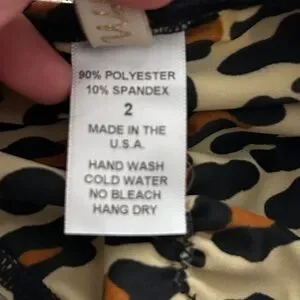 90% POLYESTER
10% SPANDEX
2
MADE IN THE
U.S.A.
HAND WASH
COLD WATER
NO BLEACH
HANG DRY